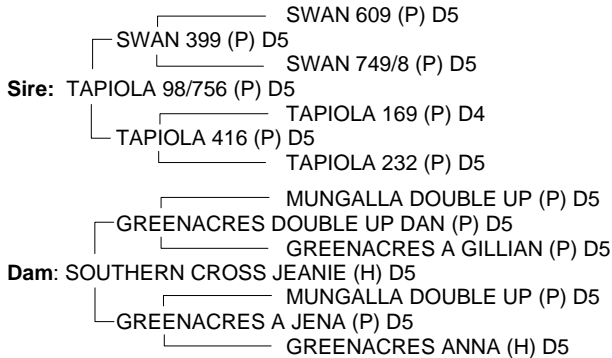 SWAN 609 (P) D5
SWAN 399 (P) D5
SWAN 749/8 (P) D5
Sire: TAPIOLA 98/756 (P) D5
TAPIOLA 169 (P) D4
TAPIOLA 416 (P) D5
TAPIOLA 232 (P) D5
MUNGALLA DOUBLE UP (P) D5
GREENACRES DOUBLE UP DAN (P) D5
GREENACRES A GILLIAN (P) D5
Dam: SOUTHERN CROSS JEANIE (H) D5
MUNGALLA DOUBLE UP (P) D5
GREENACRES A JENA (P) D5
GREENACRES ANNA (H) D5